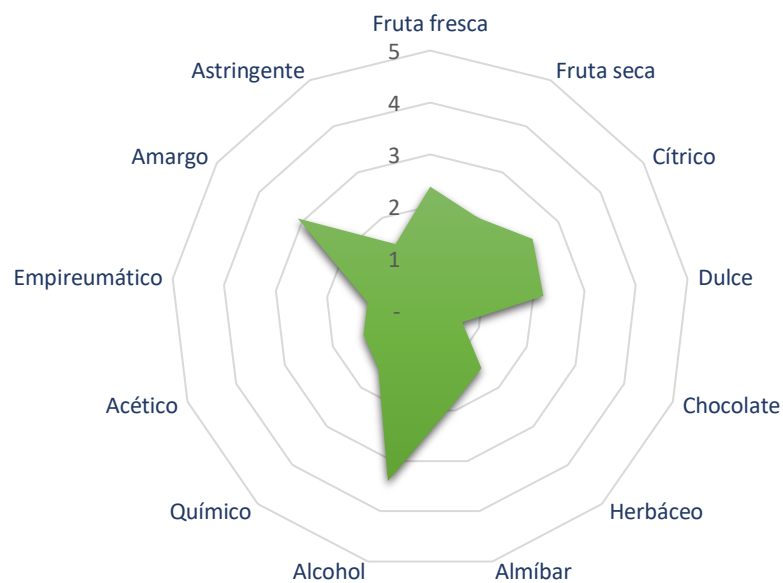 Fruta fresca
Fruta seca
Cítrico
Dulce
Chocolate
Herbáceo
Almíbar
Alcohol
Químico
Acético
Empireumático
Amargo
Astringente
5
4
3
2
1
-